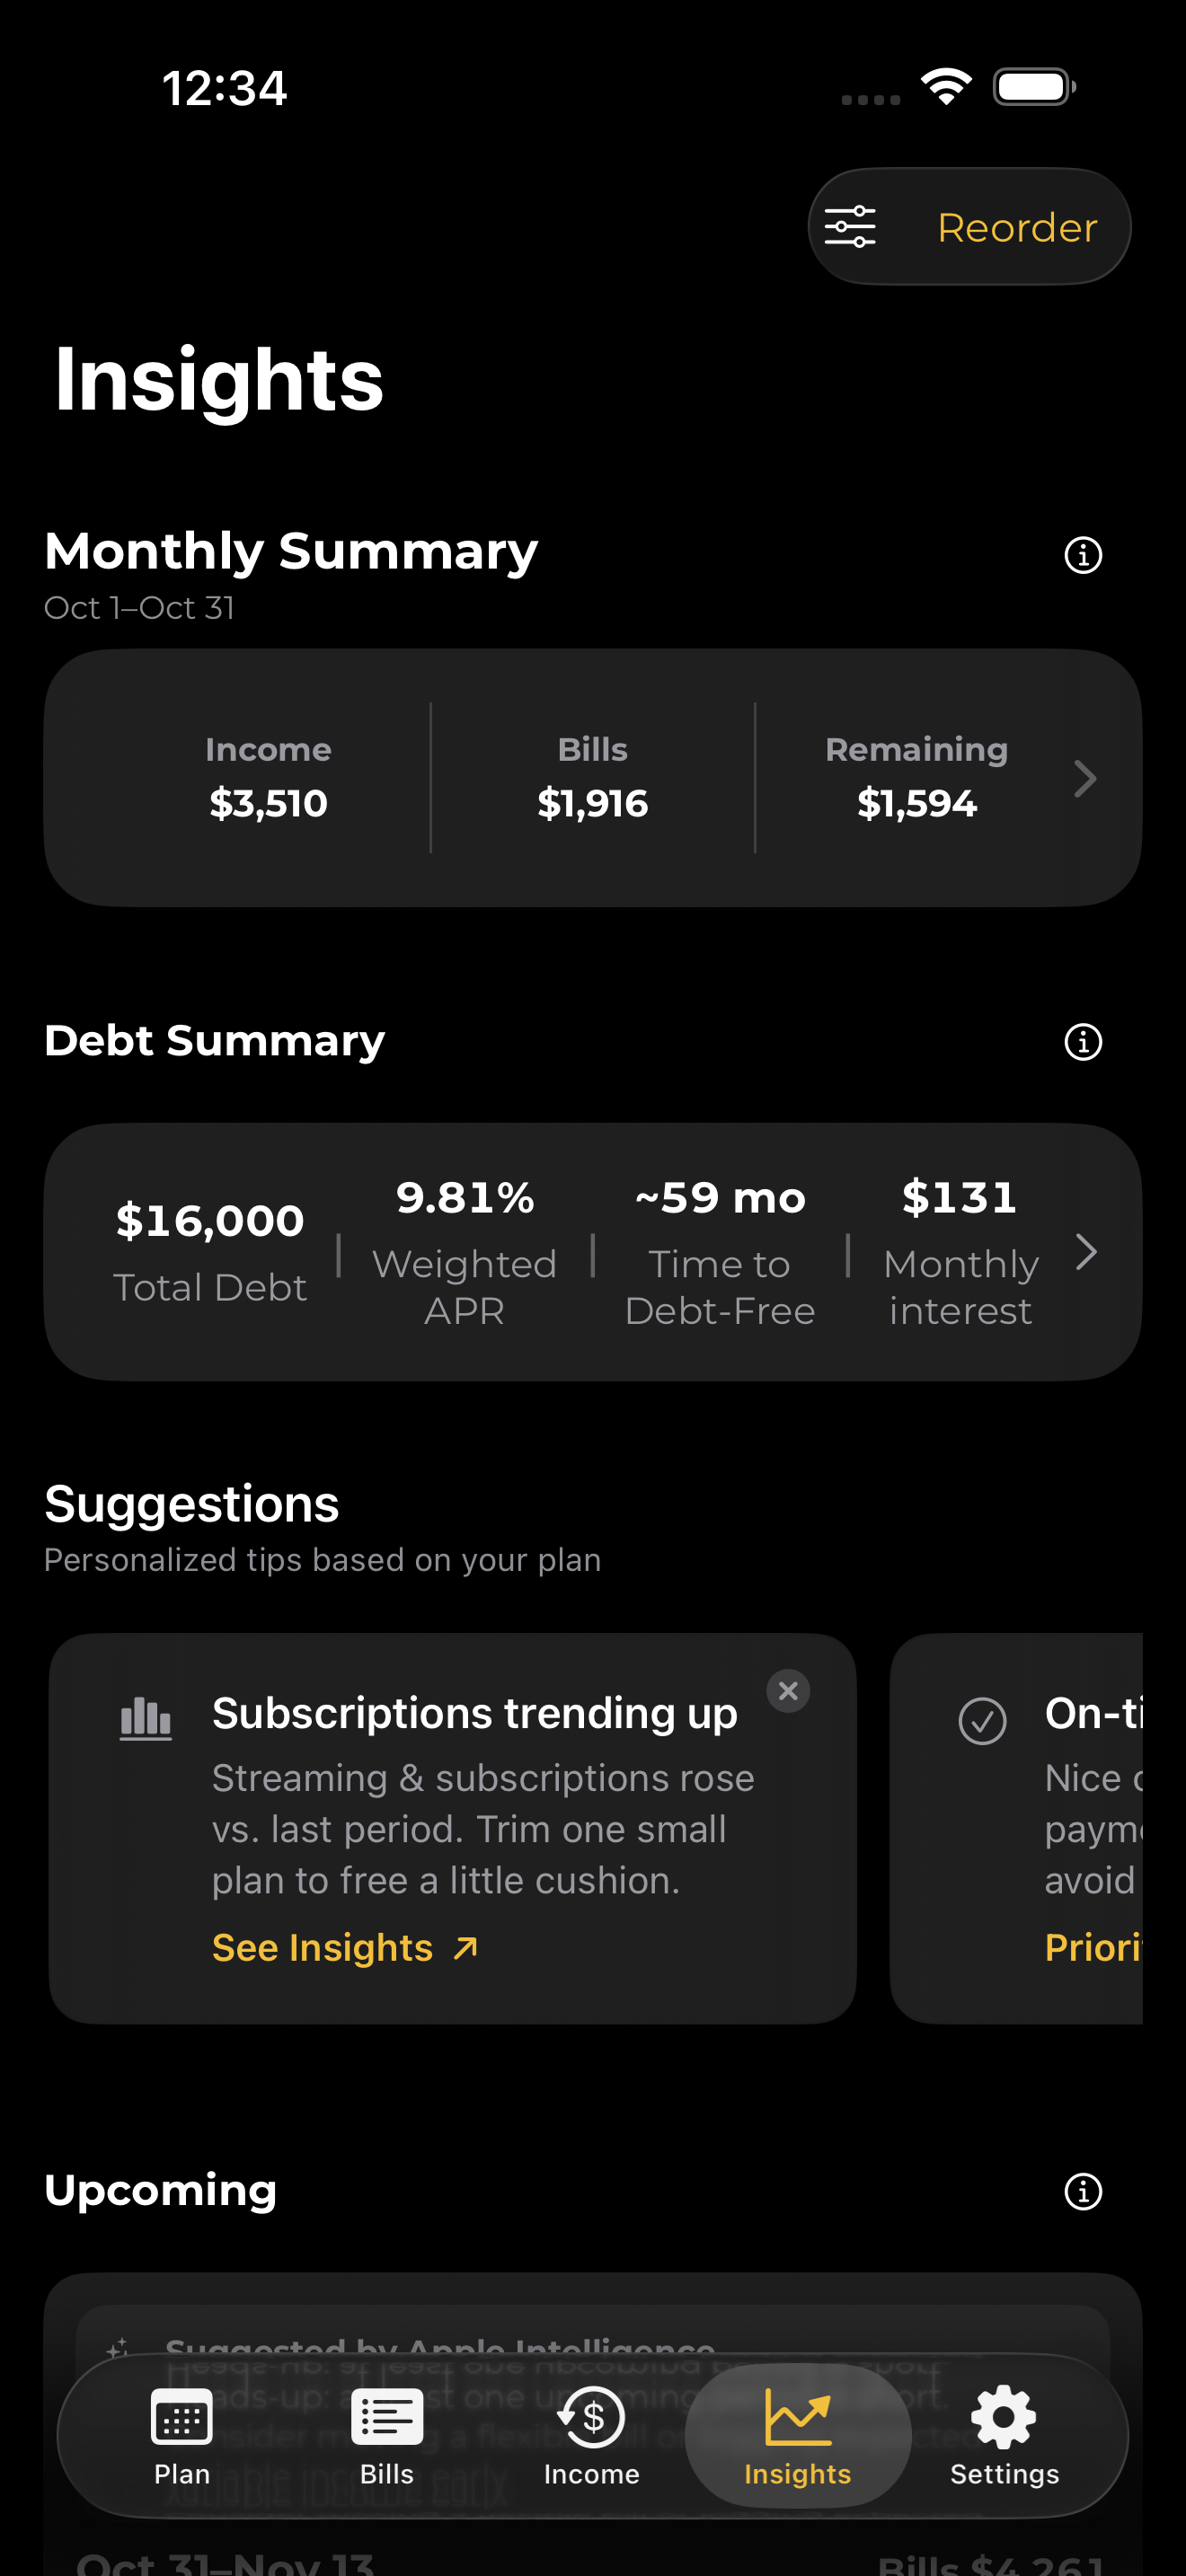 12:34
Reorder
Insights
Monthly Summary
Oct 1–Oct 31
Income
$3,510
Bills
$1,916
Remaining
$1,594
Debt Summary
$16,000
Total Debt
9.81%
Weighted
APR
~59 mo
Time to
Debt-Free
$131
Monthly
interest
Suggestions
Personalized tips based on your plan
Subscriptions trending up
Streaming & subscriptions rose
vs. last period. Trim one small
plan to free a little cushion.
See Insights
On-ti
Nice
payme
avoid
Priori
Upcoming
Suggested by Apple Intelligence
Plan
Bills
Income
Insights
Settings
Oct 31–Nov 13
Bills $4,261